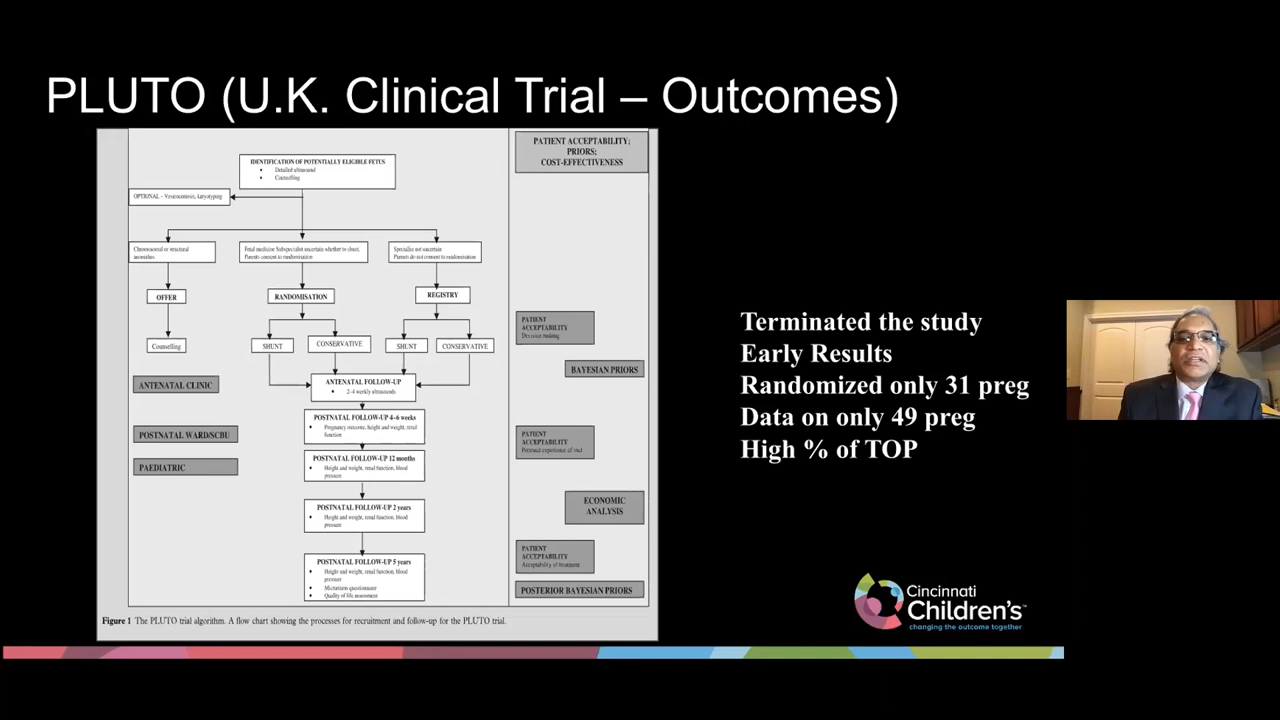 PLUTO (U.K. Clinical Trial – Outcomes)
PATIENT ACCEPTABILITY;
PRIORS;
COST-EFFECTIVENESS
IDENTIFICATION OF POTENTIALLY ELIGIBLE FETUS
Detailed ultrasound
Counselling
OPTIONAL - Vesicocentesis, karyotyping
Chromosomal or structural
anomalies
Fetal medicine Subspecialist uncertain whether to shunt,
Parents consent to randomisation
Specialist not uncertain
Parents do not consent to randomisation
OFFER
RANDOMISATION
REGISTRY
Counselling
SHUNT
CONSERVATIVE
SHUNT
CONSERVATIVE
PATIENT
ACCEPTABILITY
Decision making
BAYESIAN PRIORS
ANTENATAL CLINIC
ANTENATAL FOLLOW-UP
2–4 weekly ultrasounds
POSTNATAL WARD/SCBU
POSTNATAL FOLLOW-UP 4–6 weeks
Pregnancy outcome, height and weight, renal
function
PATIENT
ACCEPTABILITY
Perinatal experience of
PAEDIATRIC
POSTNATAL FOLLOW-UP 12 months
Height and weight, renal function, blood
pressure
ECONOMIC
ANALYSIS
POSTNATAL FOLLOW-UP 2 years
Height and weight, renal function, blood
pressure
PATIENT
ACCEPTABILITY
Acceptability of treatment
POSTNATAL FOLLOW-UP 5 years
Height and weight, renal function, blood
pressure
Micturition questionnaire
Quality of life assessment
POSTERIOR BAYESIAN PRIORS
Figure 1 The PLUTO trial algorithm. A flow chart showing the processes for recruitment and follow-up for the PLUTO trial.
Terminated the study
Early Results
Randomized only 31 preg
Data on only 49 preg
High % of TOP
Cincinnati
Children's™
changing the outcome together